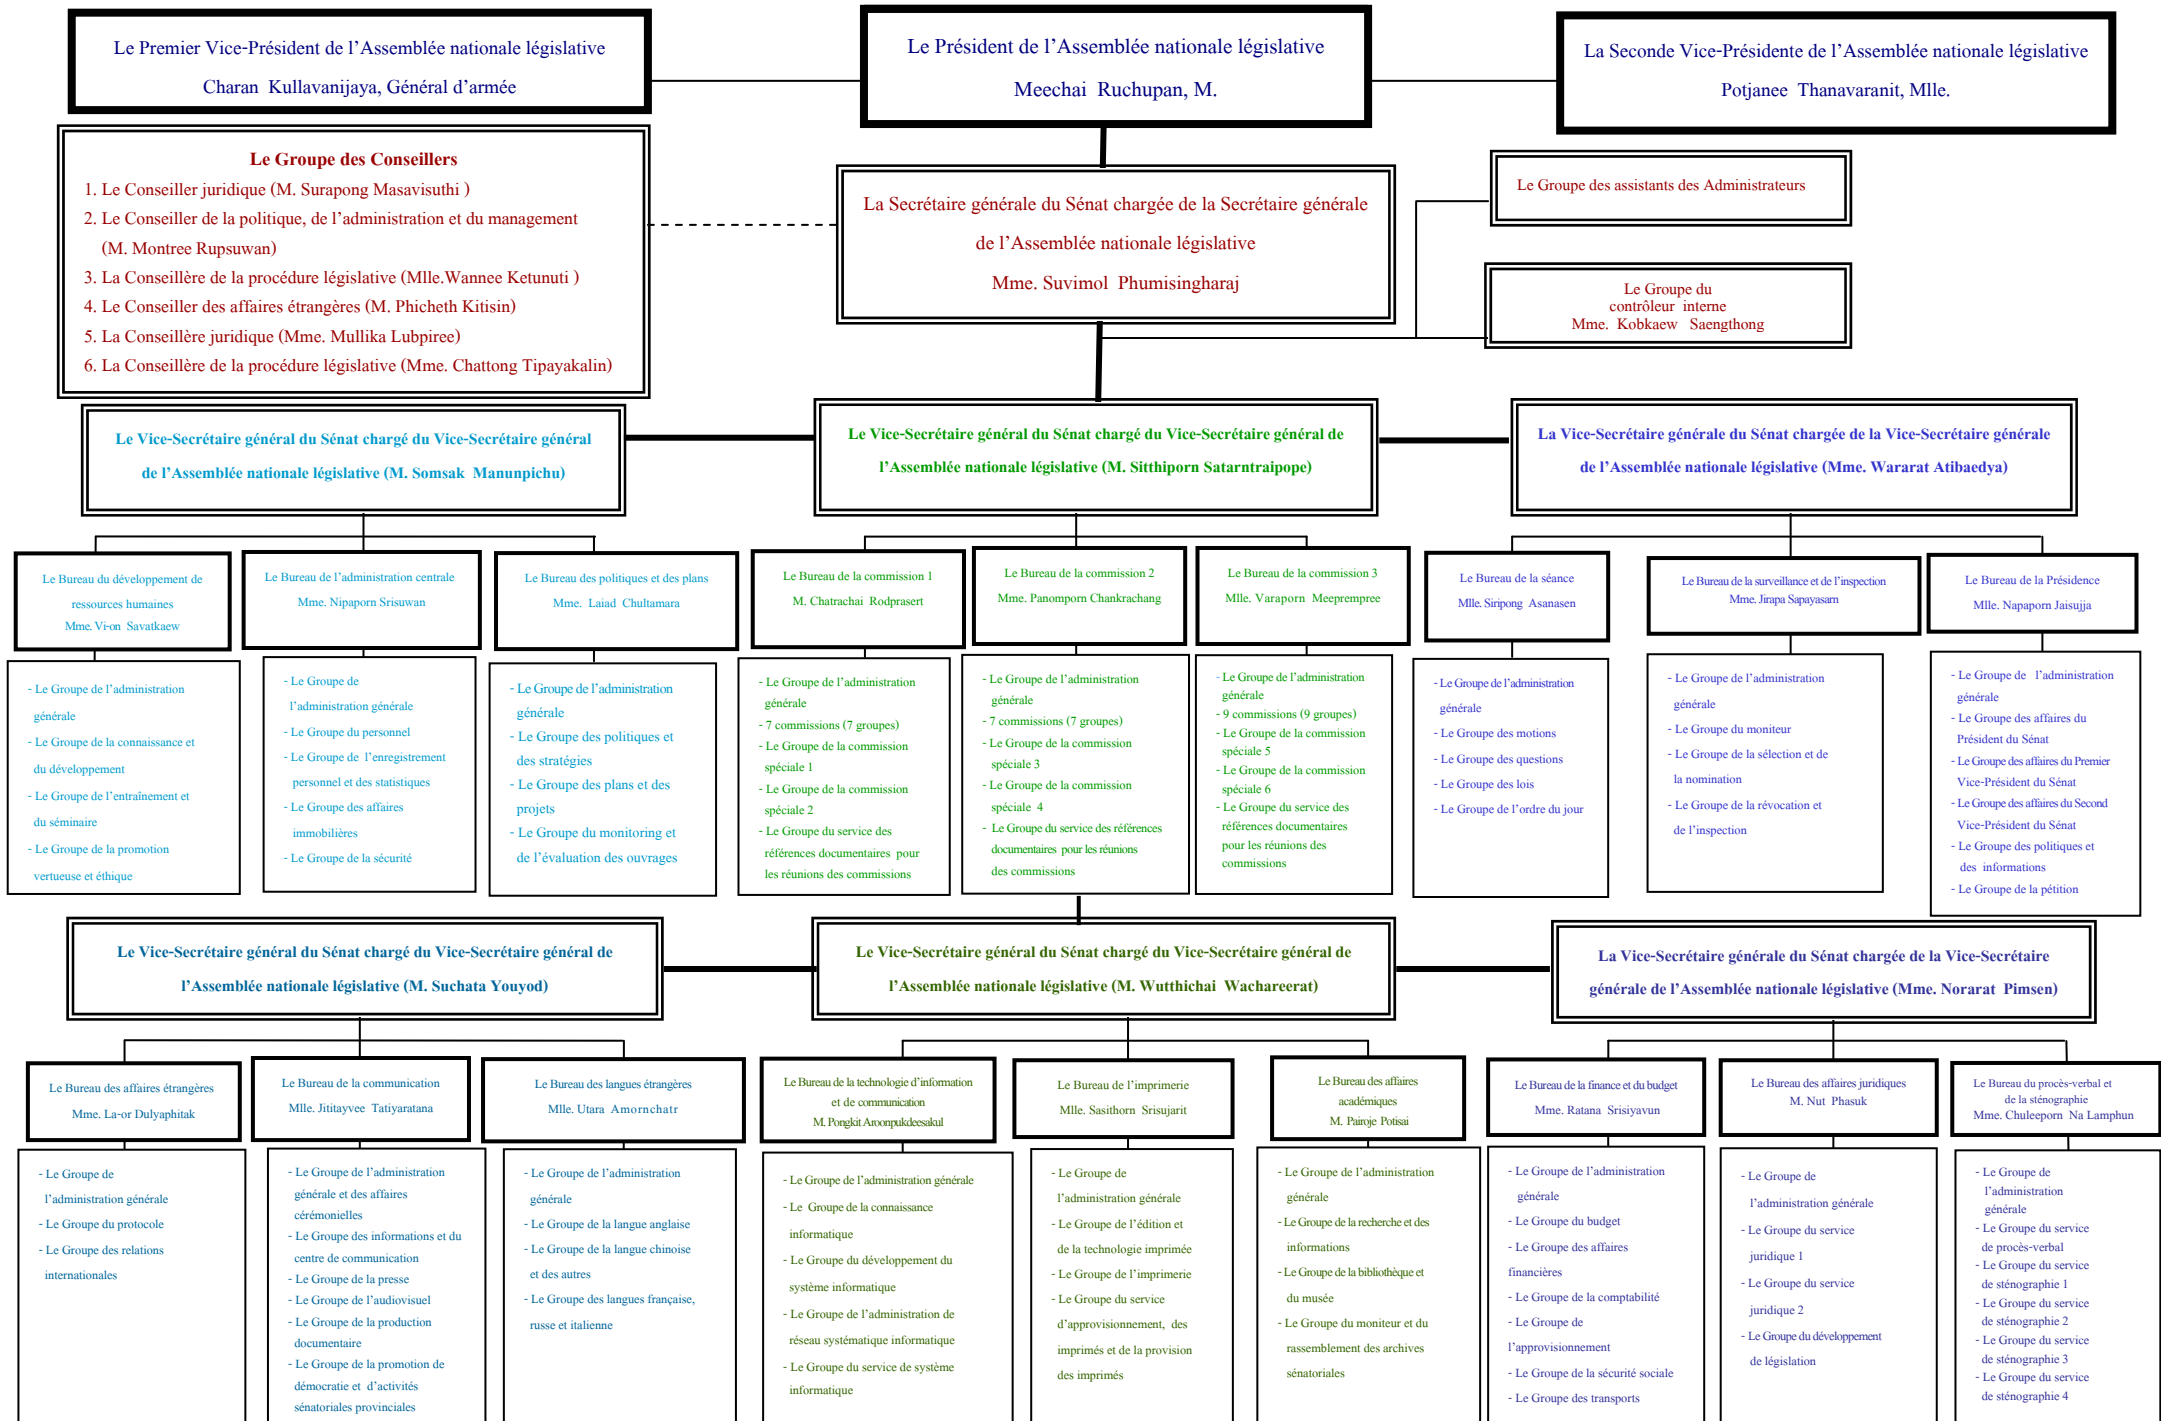 Le Premier Vice-Président de l’Assemblée nationale législative
Charan Kullavanijaya, Général d’armée
Le Président de l’Assemblée nationale législative
Meechai Ruchupan, M.
La Seconde Vice-Présidente de l’Assemblée nationale législative
Potjanee Thanavaranit, Mlle.
Le Groupe des Conseillers
1. Le Conseiller juridique (M. Surapong Masavisuthi )
2. Le Conseiller de la politique, de l’administration et du management
(M. Montree Rupsuwan)
3. La Conseillère de la procédure législative (Mlle.Wannee Ketunuti )
4. Le Conseiller des affaires étrangères (M. Phicheth Kitisin)
5. La Conseillère juridique (Mme. Mullika Lubpiree)
6. La Conseillère de la procédure législative (Mme. Chattong Tipayakalin)
La Secrétaire générale du Sénat chargée de la Secrétaire générale
de l’Assemblée nationale législative
Mme. Suvimol Phumisingharaj
Le Groupe des assistants des Administrateurs
Le Groupe du
contrôleur interne
Mme. Kobkaew Saengthong
Le Vice-Secrétaire général du Sénat chargé du Vice-Secrétaire général
de l’Assemblée nationale législative (M. Somsak Manunpichu)
Le Vice-Secrétaire général du Sénat chargé du Vice-Secrétaire général de
l’Assemblée nationale législative (M. Sitthiporn Satarntraipope)
La Vice-Secrétaire générale du Sénat chargée de la Vice-Secrétaire générale
de l’Assemblée nationale législative (Mme. Wararat Atibaedya)
Le Bureau du développement de
ressources humaines
Mme. Vi-on Savatkaew
Le Bureau de l’administration centrale
Mme. Nipaporn Srisuwan
Le Bureau des politiques et des plans
Mme. Laiad Chultamara
Le Bureau de la commission 1
M. Chatrachai Rodprasert
Le Bureau de la commission 2
Mme. Panomporn Chankrachang
Le Bureau de la commission 3
Mlle. Varaporn Meeprempree
Le Bureau de la séance
Mlle. Siripong Asanasen
Le Bureau de la surveillance et de l’inspection
Mme. Jirapa Sapayasarn
Le Bureau de la Présidence
Mlle. Napaporn Jaisujja
- Le Groupe de l’administration
générale
- Le Groupe de la connaissance et
du développement
- Le Groupe de l’entraînement et
du séminaire
- Le Groupe de la promotion
vertueuse et éthique
- Le Groupe de
l’administration générale
- Le Groupe du personnel
- Le Groupe de l’enregistrement
personnel et des statistiques
- Le Groupe des affaires
immobilières
- Le Groupe de la sécurité
- Le Groupe de l’administration
générale
- Le Groupe des politiques et
des stratégies
- Le Groupe des plans et des
projets
- Le Groupe du monitoring et
de l’évaluation des ouvrages
- Le Groupe de l’administration
générale
- 7 commissions (7 groupes)
- Le Groupe de la commission
spéciale 1
- Le Groupe de la commission
spéciale 2
- Le Groupe du service des
références documentaires pour
les réunions des commissions
- Le Groupe de l’administration
générale
- 7 commissions (7 groupes)
- Le Groupe de la commission
spéciale 3
- Le Groupe de la commission
spéciale 4
- Le Groupe du service des références
documentaires pour les réunions
des commissions
- Le Groupe de l’administration
générale
- 9 commissions (9 groupes)
- Le Groupe de la commission
spéciale 5
- Le Groupe de la commission
spéciale 6
- Le Groupe du service des
références documentaires
pour les réunions des
commissions
- Le Groupe de l’administration
générale
- Le Groupe des motions
- Le Groupe des questions
- Le Groupe des lois
- Le Groupe de l’ordre du jour
- Le Groupe de l’administration
générale
- Le Groupe du moniteur
- Le Groupe de la sélection et de
la nomination
- Le Groupe de la révocation et
de l’inspection
- Le Groupe de l’administration
générale
- Le Groupe des affaires du
Président du Sénat
- Le Groupe des affaires du Premier
Vice-Président du Sénat
- Le Groupe des affaires du Second
Vice-Président du Sénat
- Le Groupe des politiques et
des informations
- Le Groupe de la pétition
Le Vice-Secrétaire général du Sénat chargé du Vice-Secrétaire général de
l’Assemblée nationale législative (M. Suchata Youyod)
Le Vice-Secrétaire général du Sénat chargé du Vice-Secrétaire général de
l’Assemblée nationale législative (M. Wutthichai Wachareerat)
La Vice-Secrétaire générale du Sénat chargée de la Vice-Secrétaire
générale de l’Assemblée nationale législative (Mme. Norarat Pimsen)
Le Bureau des affaires étrangères
Mme. La-or Dulyaphitak
Le Bureau de la communication
Mlle. Jititayvee Tatiyaratana
Le Bureau des langues étrangères
Mlle. Utara Amornchatr
Le Bureau de la technologie d’information
et de communication
M. Pongkit Aroonpukdeesakul
Le Bureau de l’imprimerie
Mlle. Sasithorn Srisujarit
Le Bureau des affaires
académiques
M. Pairoje Potisai
Le Bureau de la finance et du budget
Mme. Ratana Srisiyavun
Le Bureau des affaires juridiques
M. Nut Phasuk
Le Bureau du procès-verbal et
de la sténographie
Mme. Chuleeporn Na Lamphun
- Le Groupe de
l’administration générale
- Le Groupe du protocole
- Le Groupe des relations
internationales
- Le Groupe de l’administration
générale et des affaires
cérémonielles
- Le Groupe des informations et du
centre de communication
- Le Groupe de la presse
- Le Groupe de l’audiovisuel
- Le Groupe de la production
documentaire
- Le Groupe de la promotion de
démocratie et d’activités
sénatoriales provinciales
- Le Groupe de l’administration
générale
- Le Groupe de la langue anglaise
- Le Groupe de la langue chinoise
et des autres
- Le Groupe des langues française,
russe et italienne
- Le Groupe de l’administration générale
- Le Groupe de la connaissance
informatique
- Le Groupe du développement du
système informatique
- Le Groupe de l’administration de
réseau systématique informatique
- Le Groupe du service de système
informatique
- Le Groupe de
l’administration générale
- Le Groupe de l’édition et
de la technologie imprimée
- Le Groupe de l’imprimerie
- Le Groupe du service
d’approvisionnement, des
imprimés et de la provision
des imprimés
- Le Groupe de l’administration
générale
- Le Groupe de la recherche et des
informations
- Le Groupe de la bibliothèque et
du musée
- Le Groupe du moniteur et du
rassemblement des archives
sénatoriales
- Le Groupe de l’administration
générale
- Le Groupe du budget
- Le Groupe des affaires
financières
- Le Groupe de la comptabilité
- Le Groupe de
l’approvisionnement
- Le Groupe de la sécurité sociale
- Le Groupe des transports
- Le Groupe de
l’administration générale
- Le Groupe du service
juridique 1
- Le Groupe du service
juridique 2
- Le Groupe du développement
de législation
- Le Groupe de
l’administration
générale
- Le Groupe du service
de procès-verbal
- Le Groupe du service
de sténographie 1
- Le Groupe du service
de sténographie 2
- Le Groupe du service
de sténographie 3
- Le Groupe du service
de sténographie 4